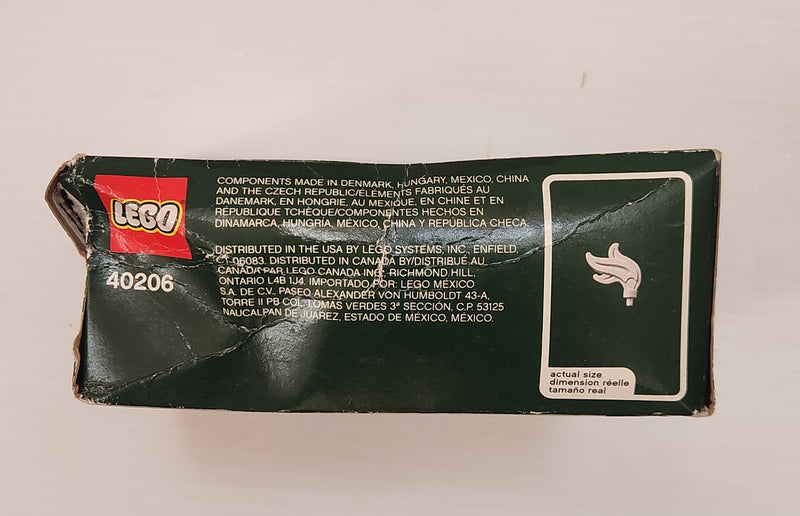 LEGO
40206
COMPONENTS MADE IN DENMARK, HUNGARY, MEXICO, CHINA
AND THE CZECH REPUBLIC/ÉLÉMENTS FABRIQUÉS AU
DANEMARK, EN HONGRIE, AU MEXIQUE, EN CHINE ET EN
RÉPUBLIQUE TCHÈQUE/COMPONENTES HECHOS EN
DINAMARCA, HUNGRÍA, MÉXICO, CHINA Y REPÚBLICA CHECA.
DISTRIBUTED IN THE USA BY LEGO SYSTEMS, INC., ENFIELD,
CT 06083. DISTRIBUTED IN CANADA BY/DISTRIBUÉ AU
CANADA PAR LEGO CANADA INC., RICHMOND HILL,
ONTARIO L4B 1J4. IMPORTADO POR: LEGO MÉXICO
S.A. DE C.V., PASEO ALEXANDER VON HUMBOLDT 43-A,
TORRE II PB COL. LOMAS VERDES 3ª SECCIÓN, C.P. 53125
NAUCALPAN DE JUÁREZ, ESTADO DE MÉXICO, MÉXICO.
actual size
dimension réelle
tamaño real